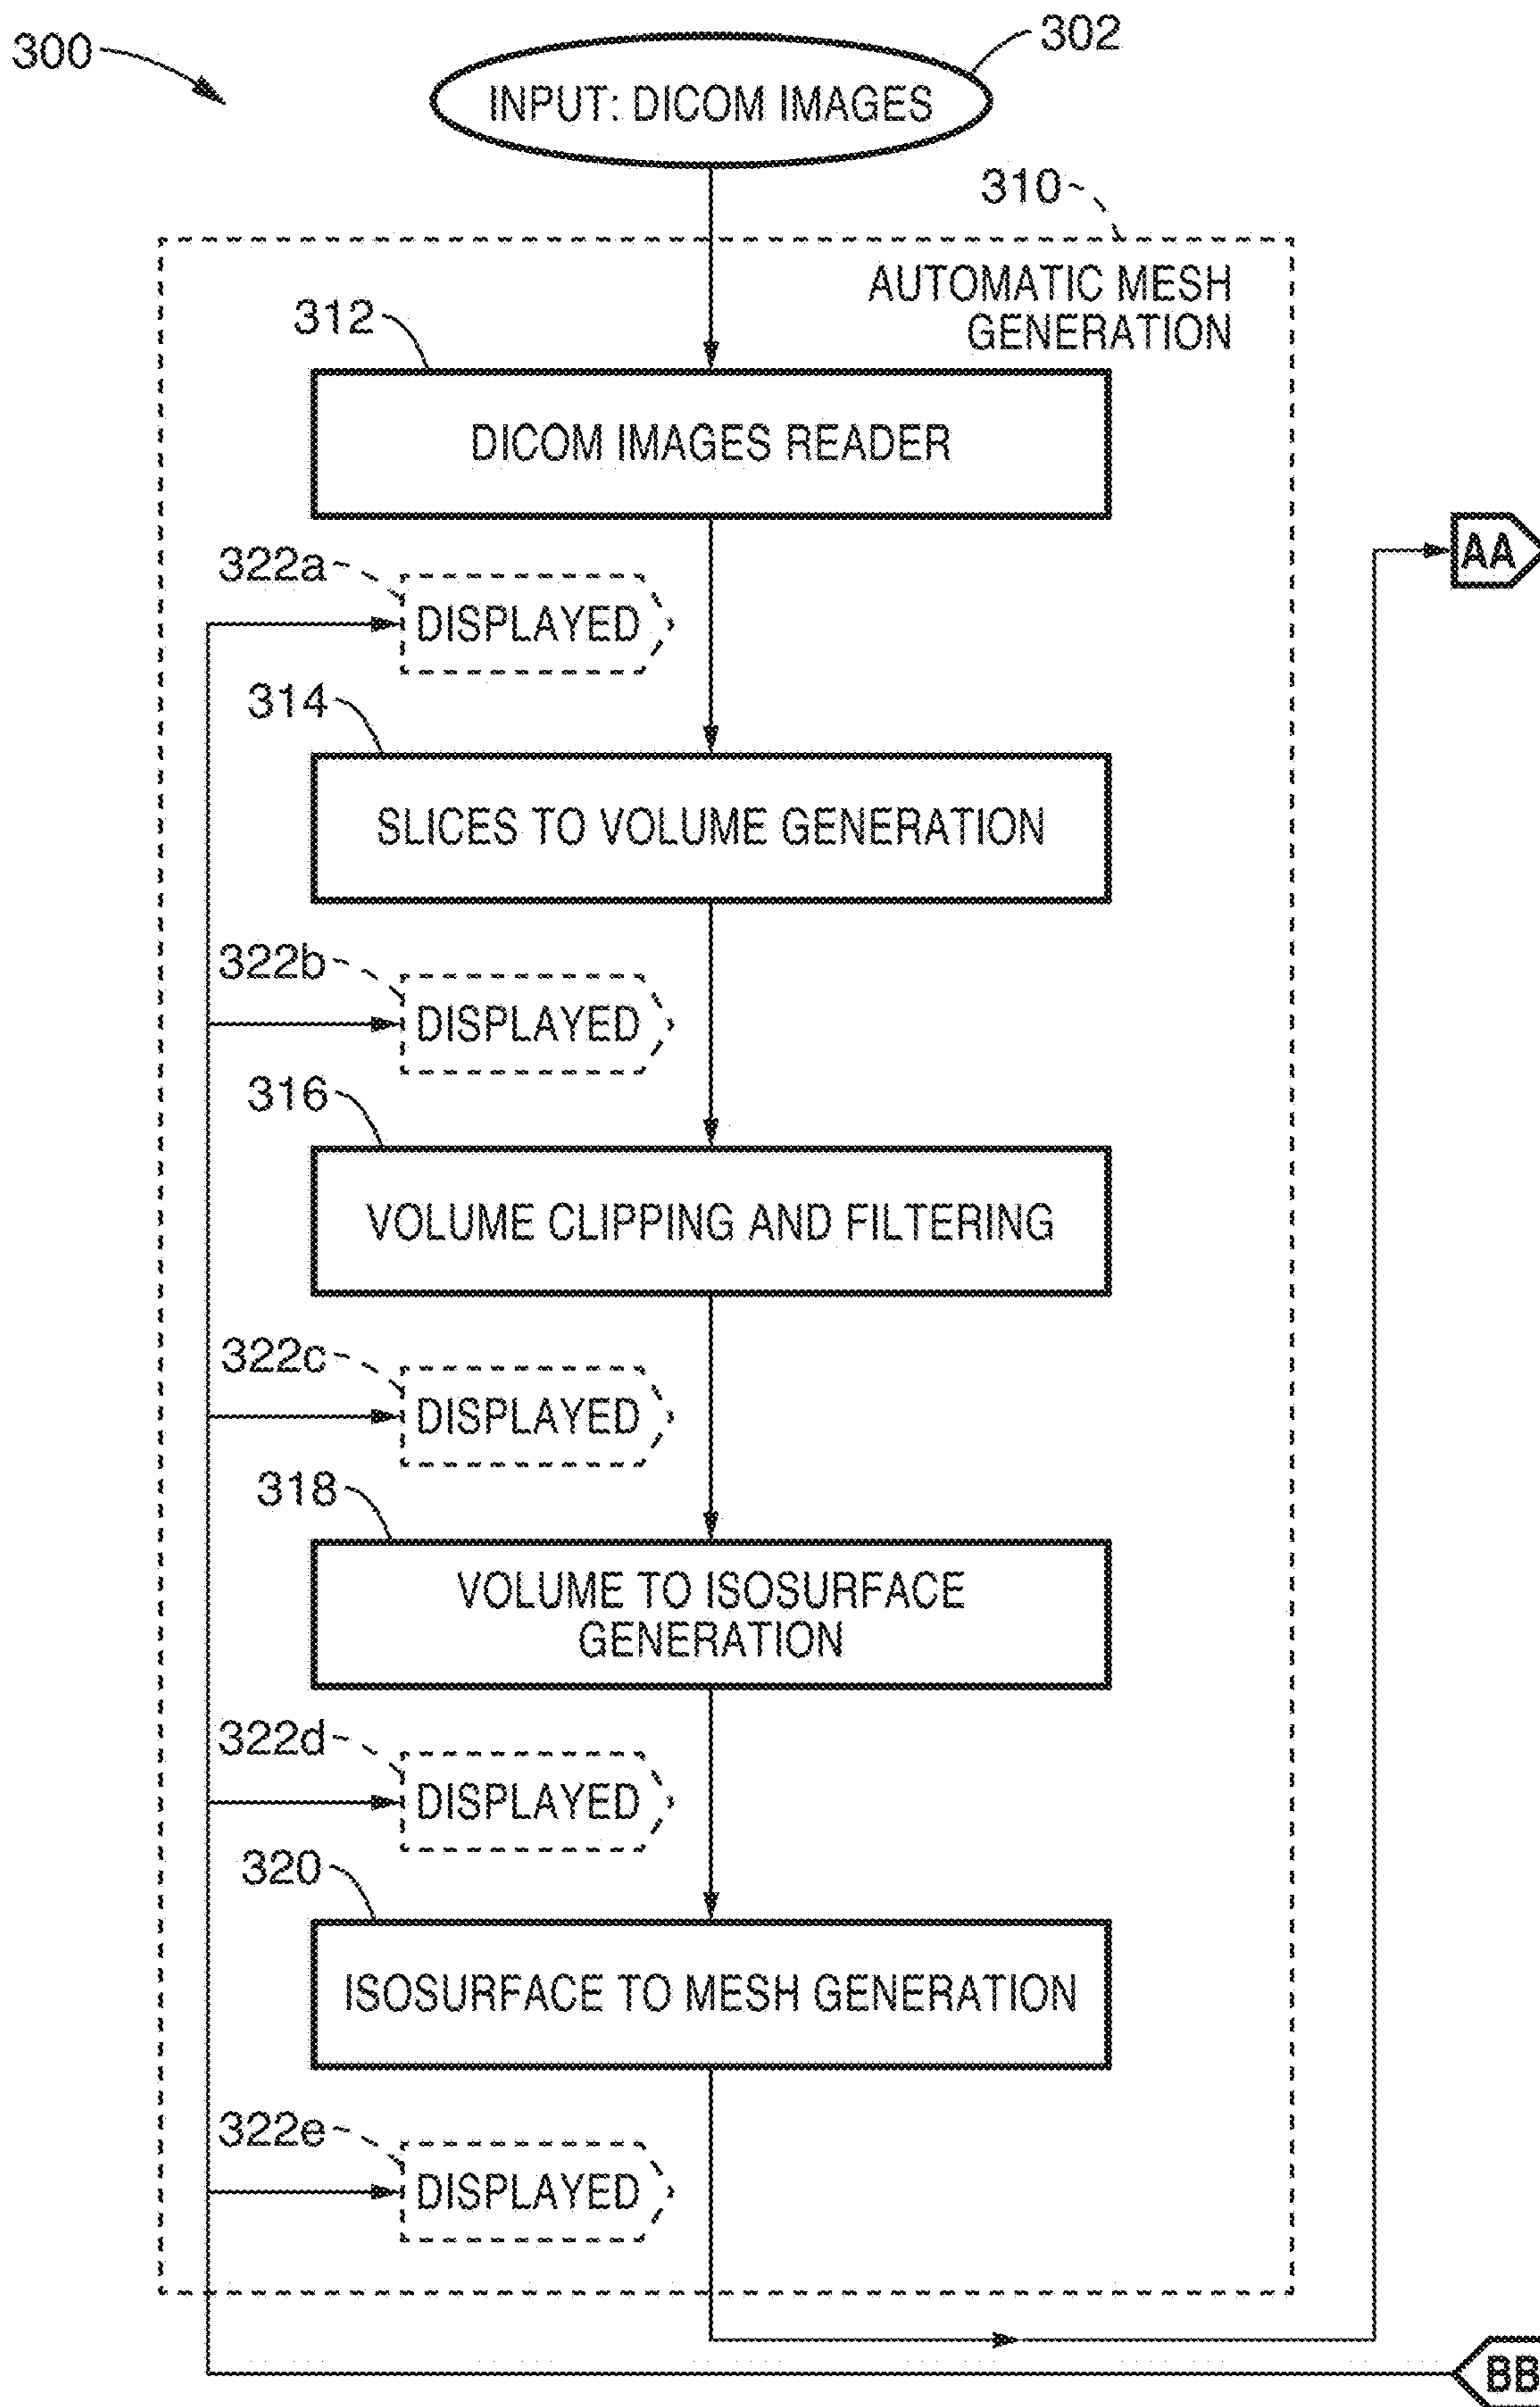 300
302
INPUT: DICOM IMAGES
310
AUTOMATIC MESH
GENERATION
312
DICOM IMAGES READER
AA
322a
DISPLAYED
314
SLICES TO VOLUME GENERATION
322b
DISPLAYED
316
VOLUME CLIPPING AND FILTERING
322c
DISPLAYED
318
VOLUME TO ISOSURFACE
GENERATION
322d
DISPLAYED
320
ISOSURFACE TO MESH GENERATION
322e
DISPLAYED
BB